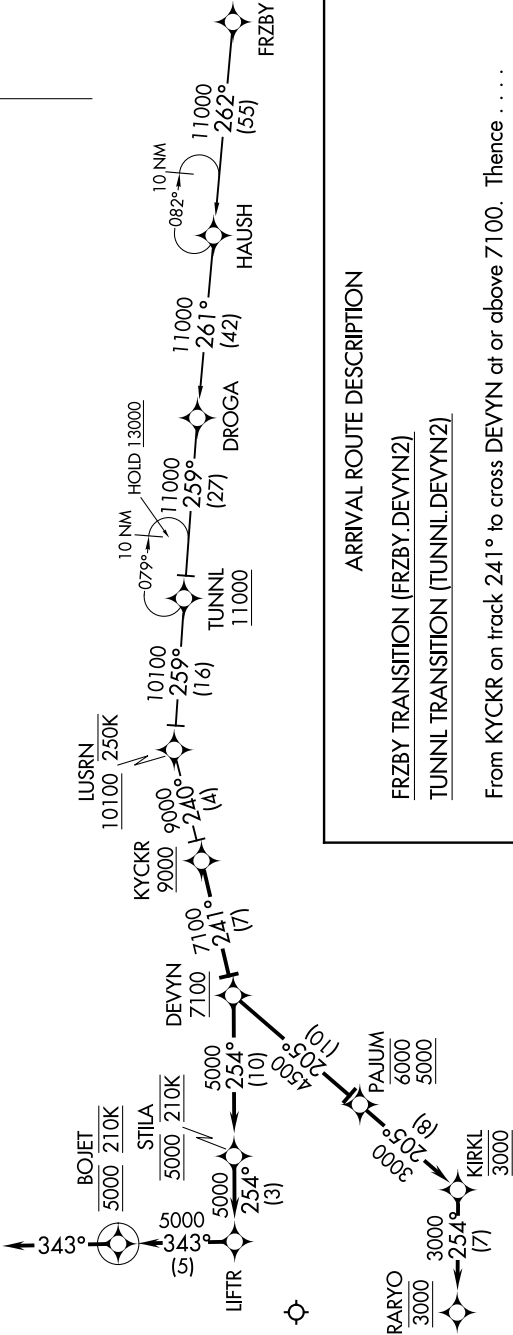 FRZBY
11000
262°
(55)
10 NM
082°
HAUSH
11000
261°
(42)
DROGA
HOLD 13000
11000
259°
(27)
10 NM
079°
TUNNL
11000
10100
259°
(16)
LUSRN
10100 250K
9000
240°
(4)
KYCKR
9000
7100
241°
(7)
DEVYN
7100
5000
254°
(10)
STILA
5000 210K
5000
254°
(3)
LIFTR
5000
343°
(5)
BOJET
5000 210K
343°
4500
205°
(10)
PAJUM
6000
5000
3000
205°
(8)
KIRKL
3000
3000
254°
(7)
RARYO
3000
ARRIVAL ROUTE DESCRIPTION
FRZBY TRANSITION (FRZBY.DEVYN2)
TUNNL TRANSITION (TUNNL.DEVYN2)
From KYCKR on track 241° to cross DEVYN at or above 7100. Thence . . . .